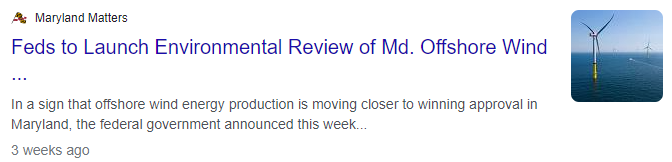 Maryland Matters
Feds to Launch Environmental Review of Md. Offshore Wind
...
In a sign that offshore wind energy production is moving closer to winning approval in
Maryland, the federal government announced this week...
3 weeks ago